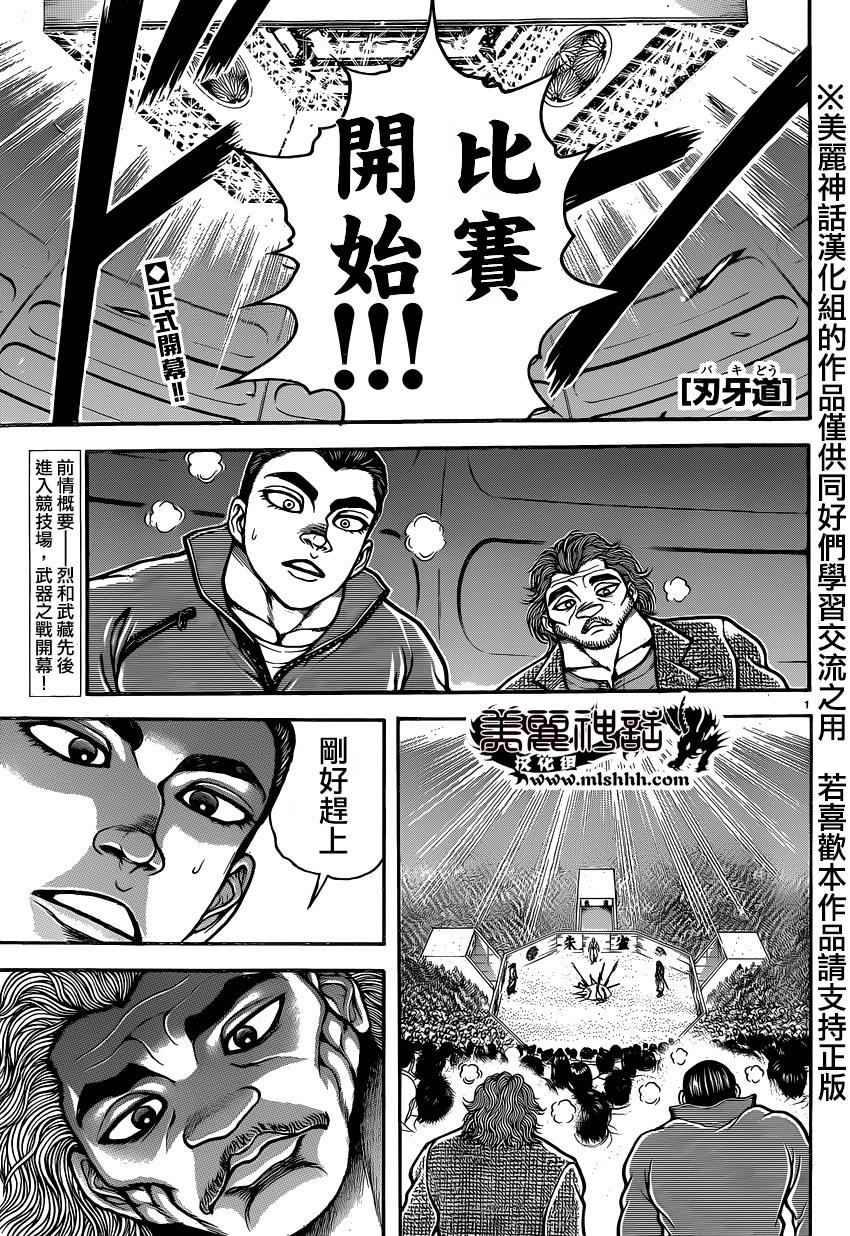 ※美麗神話漢化組的作品僅供同好們學習交流之用　若喜歡本作品請支持正版
比賽
開始!!!
◆正式開幕!!
バキどう
[刃牙道]
前情概要——烈和武藏先後
進入競技場，武器之戰開幕！
1
美麗神話
汉化组
www.mlshhh.com
朱雀
剛好趕上